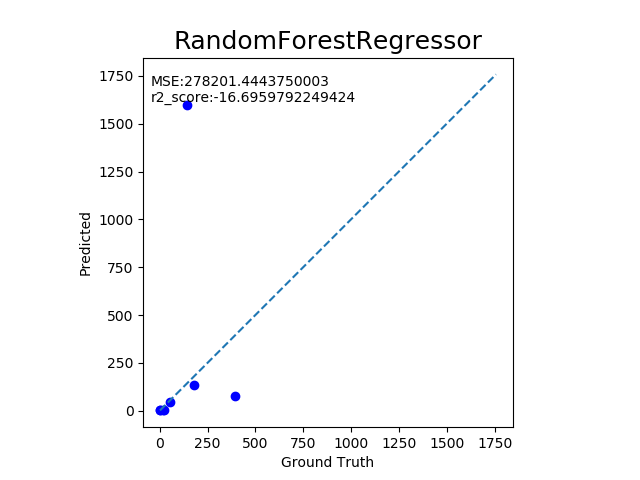 RandomForestRegressor
MSE:278201.4443750003
r2_score:-16.6959792249424
1750
1500
1250
1000
750
500
250
0
Predicted
0 250 500 750 1000 1250 1500 1750
Ground Truth